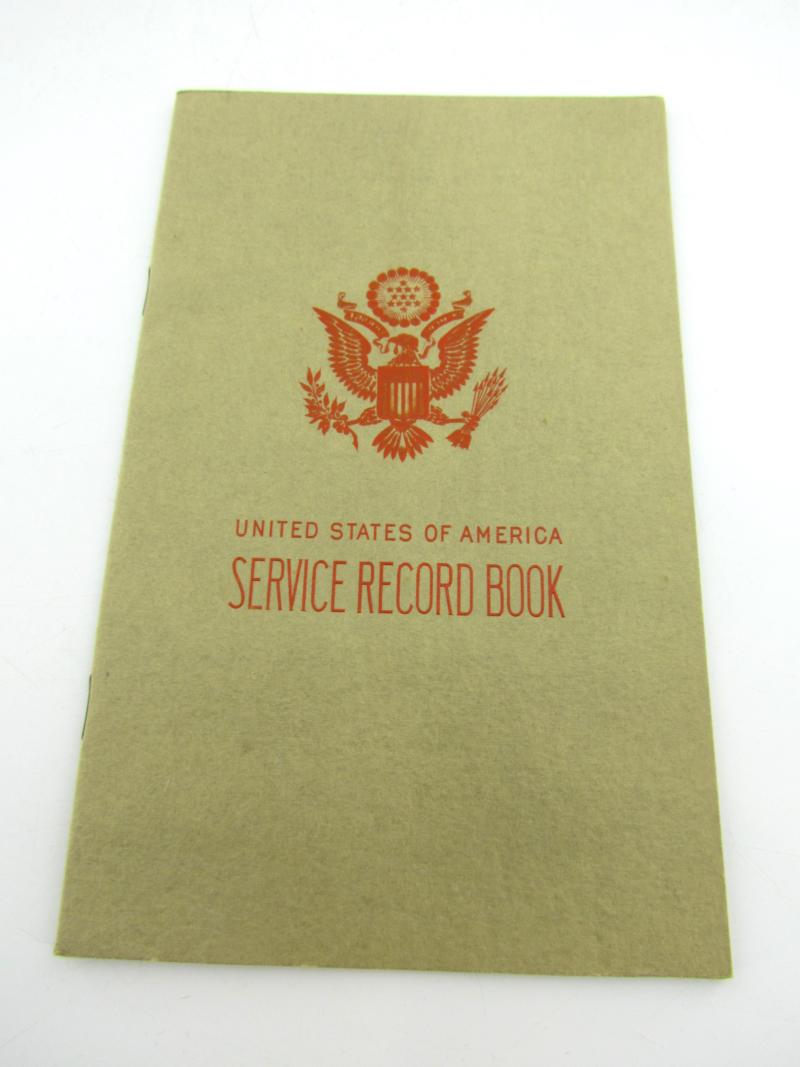 UNITED STATES OF AMERICA
SERVICE RECORD BOOK